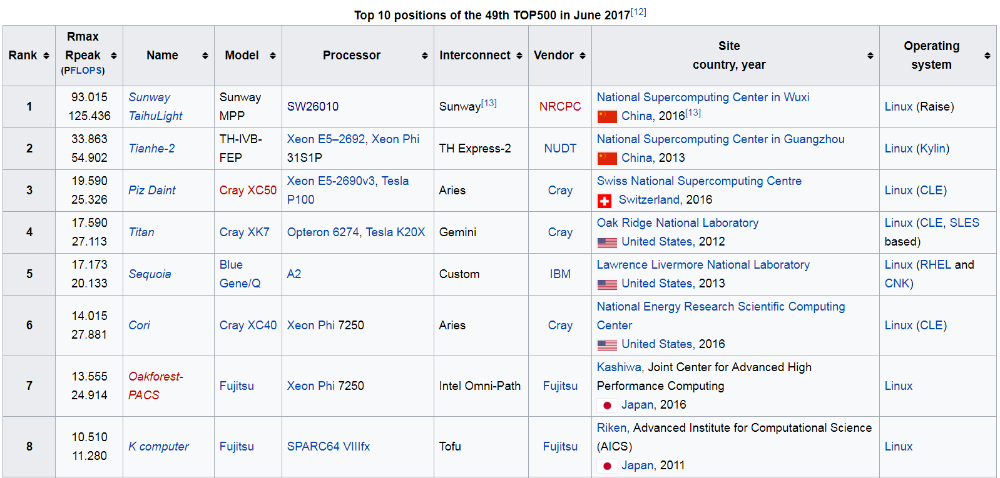 Top 10 positions of the 49th TOP500 in June 2017[12]
Rank
Rmax
Rpeak
(PFLOPS)
Name
Model
Processor
Interconnect
Vendor
Site
country, year
Operating
system
1
93.015
125.436
Sunway
TaihuLight
Sunway
MPP
SW26010
Sunway[13]
NRCPC
National Supercomputing Center in Wuxi
China, 2016[13]
Linux (Raise)
2
33.863
54.902
Tianhe-2
TH-IVB-
FEP
Xeon E5–2692, Xeon Phi
31S1P
TH Express-2
NUDT
National Supercomputing Center in Guangzhou
China, 2013
Linux (Kylin)
3
19.590
25.326
Piz Daint
Cray XC50
Xeon E5-2690v3, Tesla
P100
Aries
Cray
Swiss National Supercomputing Centre
Switzerland, 2016
Linux (CLE)
4
17.590
27.113
Titan
Cray XK7
Opteron 6274, Tesla K20X
Gemini
Cray
Oak Ridge National Laboratory
United States, 2012
Linux (CLE, SLES
based)
5
17.173
20.133
Sequoia
Blue
Gene/Q
A2
Custom
IBM
Lawrence Livermore National Laboratory
United States, 2013
Linux (RHEL and
CNK)
6
14.015
27.881
Cori
Cray XC40
Xeon Phi 7250
Aries
Cray
National Energy Research Scientific Computing
Center
United States, 2016
Linux (CLE)
7
13.555
24.914
Oakforest-
PACS
Fujitsu
Xeon Phi 7250
Intel Omni-Path
Fujitsu
Kashiwa, Joint Center for Advanced High
Performance Computing
Japan, 2016
Linux
8
10.510
11.280
K computer
Fujitsu
SPARC64 VIIIfx
Tofu
Fujitsu
Riken, Advanced Institute for Computational Science
(AICS)
Japan, 2011
Linux